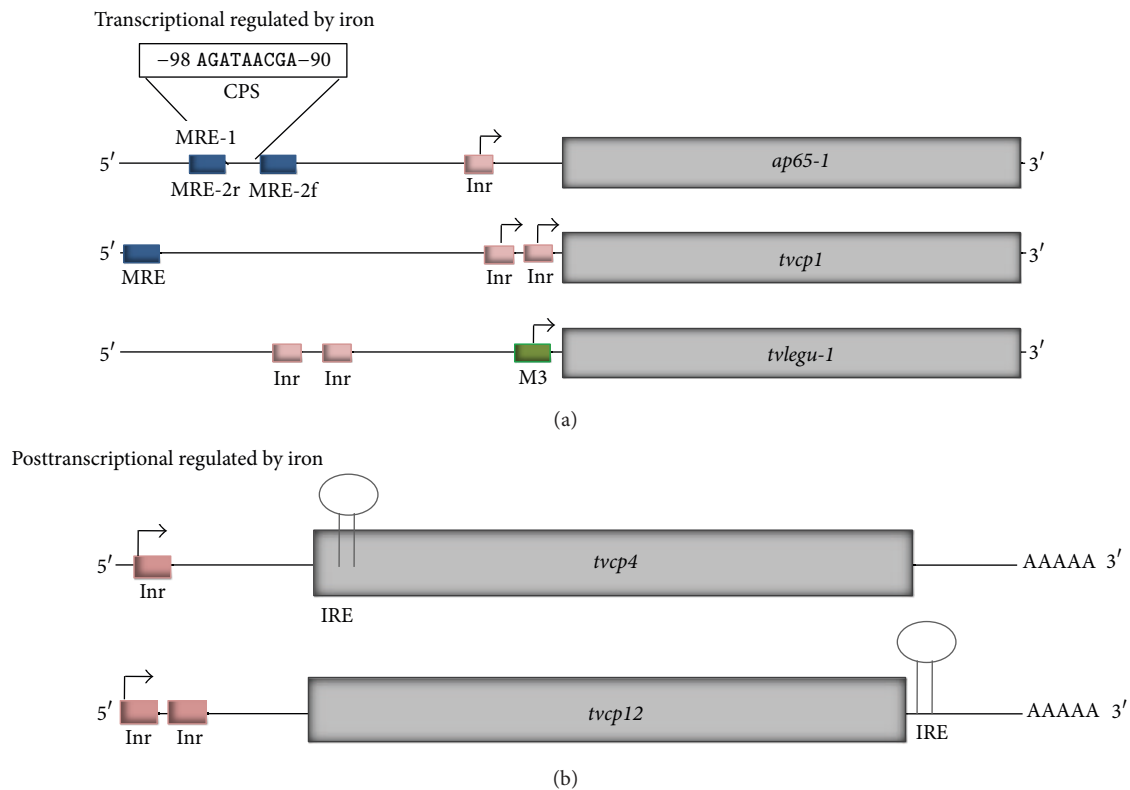 Transcriptional regulated by iron
−98 AGATAACGA−90
CPS
MRE-1
5′ ap65-1 3′
MRE-2r MRE-2f Inr
5′ tvcp1 3′
MRE Inr Inr
5′ tvlegu-1 3′
Inr Inr M3
(a)
Posttranscriptional regulated by iron
5′ tvcp4 AAAAA 3′
Inr IRE
5′ tvcp12 AAAAA 3′
Inr Inr IRE
(b)